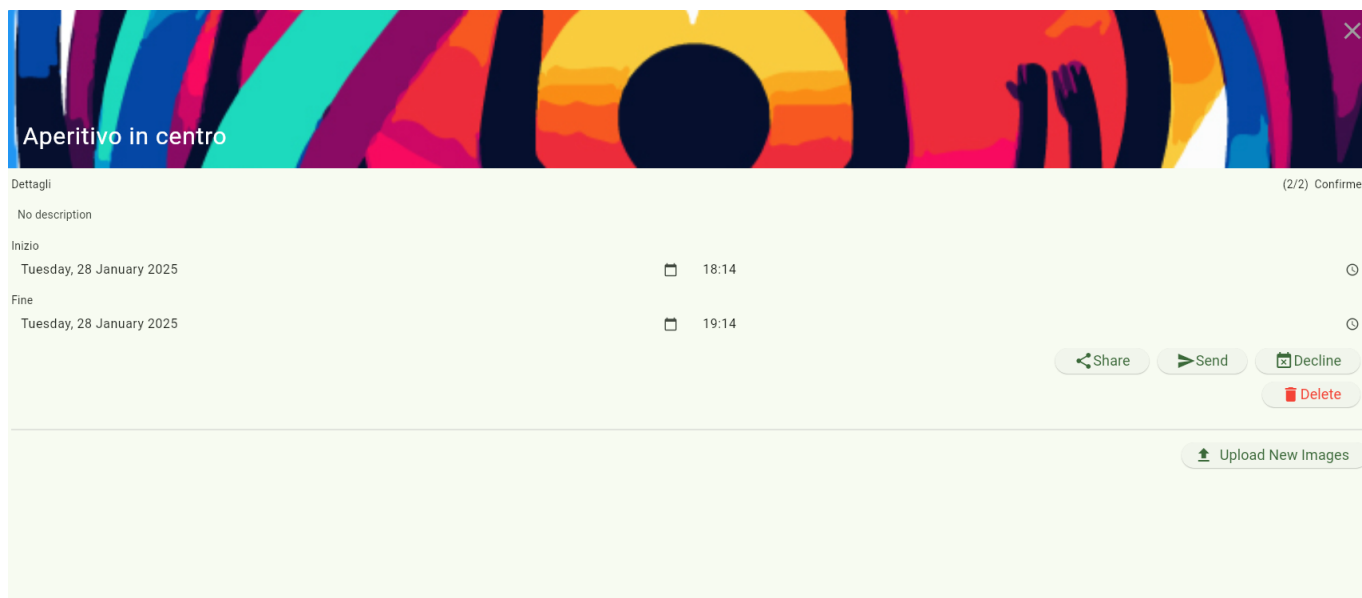 Aperitivo in centro
Dettagli (2/2) Confirme
No description
Inizio
Tuesday, 28 January 2025 18:14
Fine
Tuesday, 28 January 2025 19:14
Share Send Decline
Delete
Upload New Images